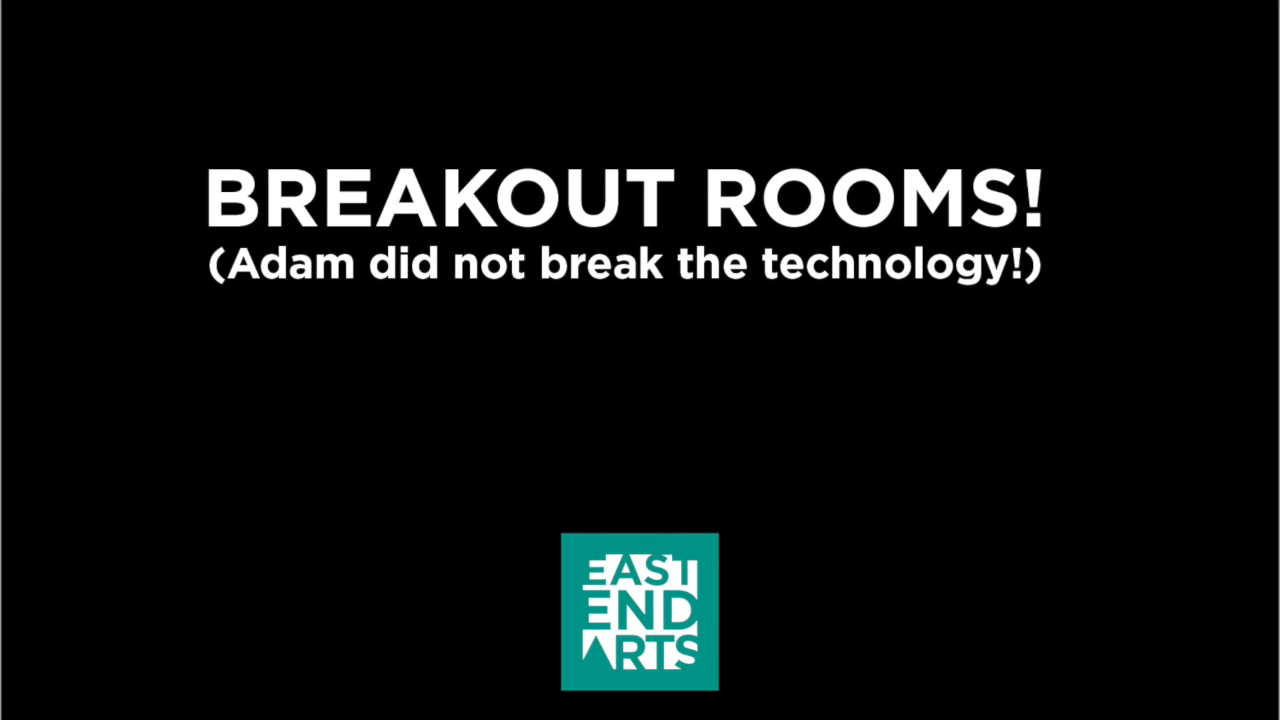 BREAKOUT ROOMS!
(Adam did not break the technology!)
EAST
END
ARTS